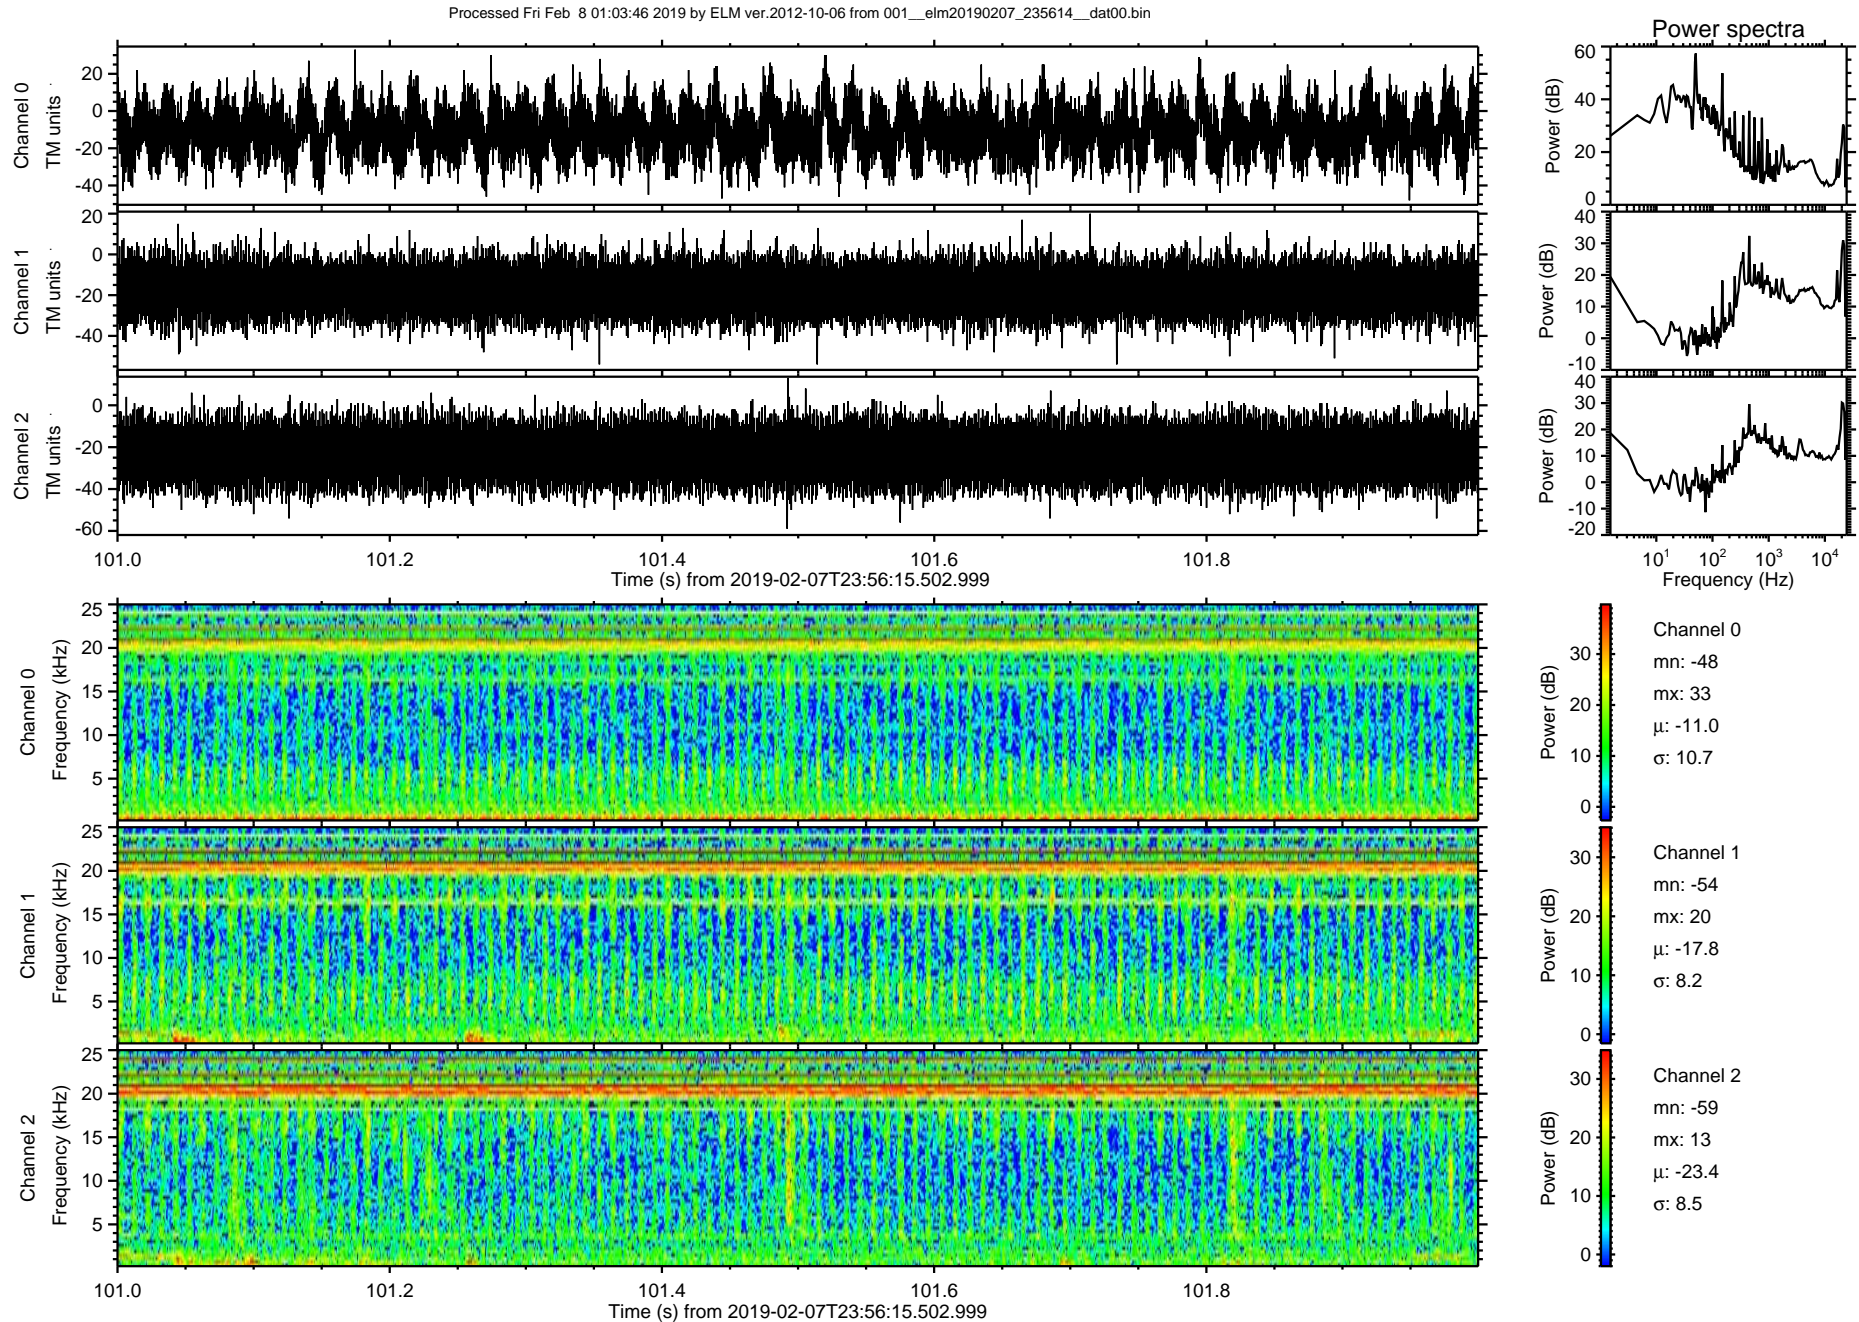 Processed Fri Feb  8 01:03:46 2019 by ELM ver.2012-10-06 from 001__elm20190207_235614__dat00.bin
Power spectra
Channel 0
TM units
20
0
-20
-40
Power (dB)
60
40
20
0
Channel 1
TM units
20
0
-20
-40
Power (dB)
40
30
20
10
0
-10
Channel 2
TM units
0
-20
-40
-60
Power (dB)
40
30
20
10
0
-10
-20
101.0
101.2
101.4
101.6
101.8
Time (s) from 2019-02-07T23:56:15.502.999
10¹
10²
10³
10⁴
Frequency (Hz)
Channel 0
Frequency (kHz)
25
20
15
10
5
Power (dB)
30
20
10
0
Channel 0
mn: -48
mx: 33
μ: -11.0
σ: 10.7
Channel 1
Frequency (kHz)
25
20
15
10
5
Power (dB)
30
20
10
0
Channel 1
mn: -54
mx: 20
μ: -17.8
σ: 8.2
Channel 2
Frequency (kHz)
25
20
15
10
5
Power (dB)
30
20
10
0
Channel 2
mn: -59
mx: 13
μ: -23.4
σ: 8.5
101.0
101.2
101.4
101.6
101.8
Time (s) from 2019-02-07T23:56:15.502.999